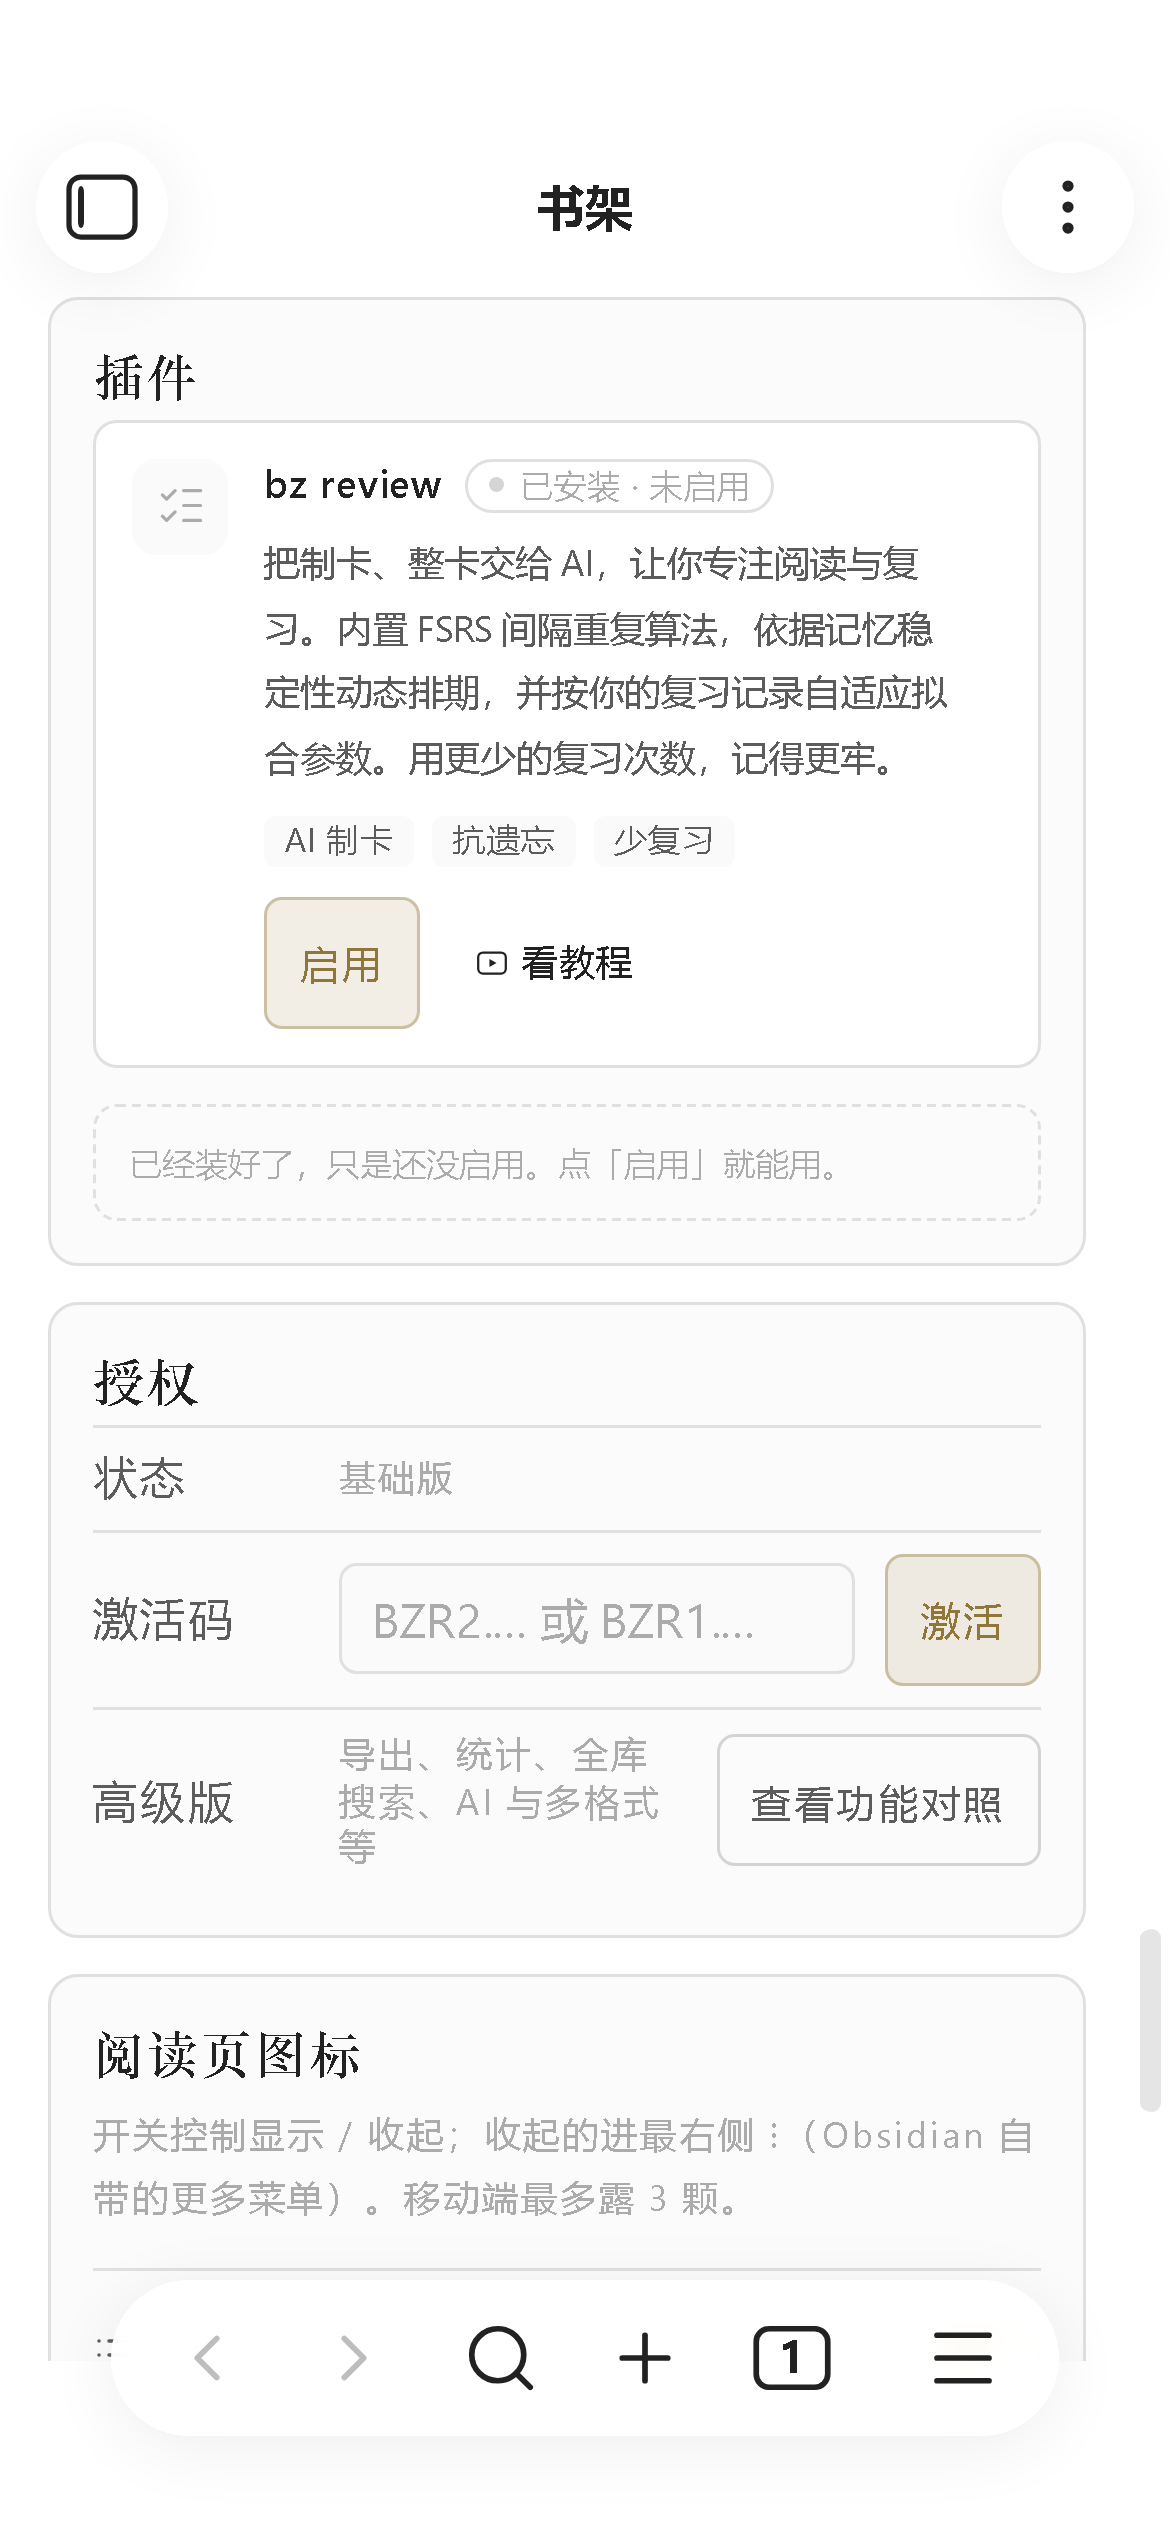 书架
插件
bz review 已安装 · 未启用
把制卡、整卡交给 AI，让你专注阅读与复
习。内置 FSRS 间隔重复算法，依据记忆稳
定性动态排期，并按你的复习记录自适应拟
合参数。用更少的复习次数，记得更牢。
AI 制卡 抗遗忘 少复习
启用 看教程
已经装好了，只是还没启用。点「启用」就能用。
授权
状态 基础版
激活码 BZR2.... 或 BZR1.... 激活
高级版 导出、统计、全库
搜索、AI 与多格式
等
查看功能对照
阅读页图标
开关控制显示 / 收起；收起的进最右侧 ⋮（Obsidian 自
带的更多菜单）。移动端最多露 3 颗。
1